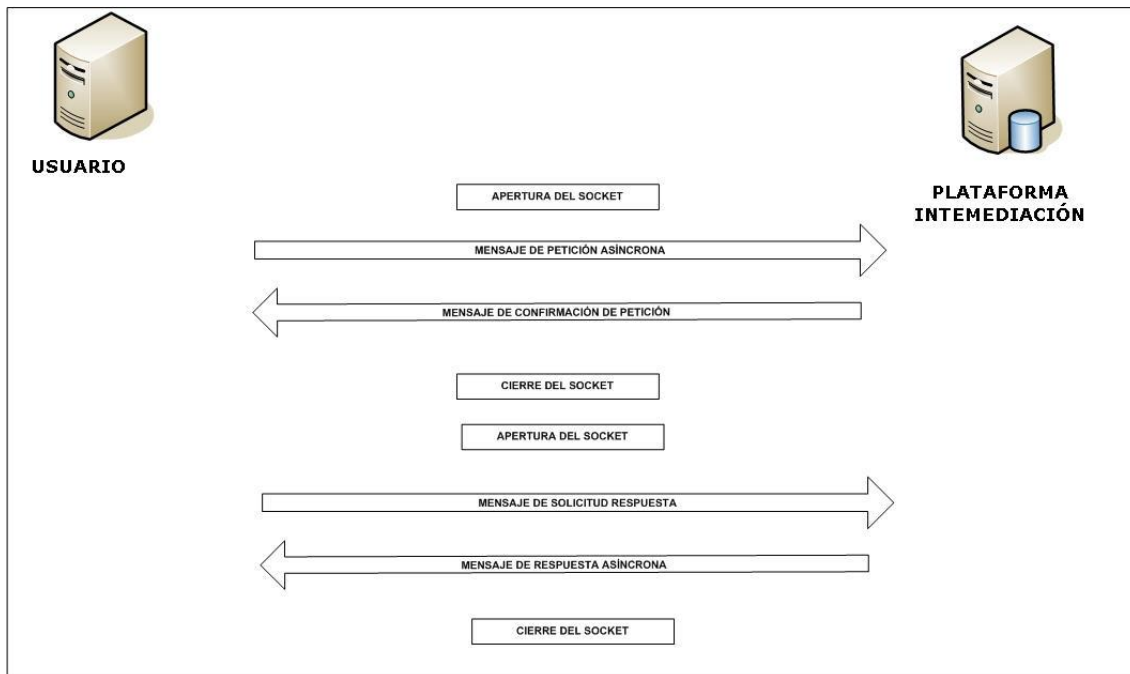 USUARIO
PLATAFORMA
INTEMEDIACIÓN
APERTURA DEL SOCKET
MENSAJE DE PETICIÓN ASÍNCRONA
MENSAJE DE CONFIRMACIÓN DE PETICIÓN
CIERRE DEL SOCKET
APERTURA DEL SOCKET
MENSAJE DE SOLICITUD RESPUESTA
MENSAJE DE RESPUESTA ASÍNCRONA
CIERRE DEL SOCKET